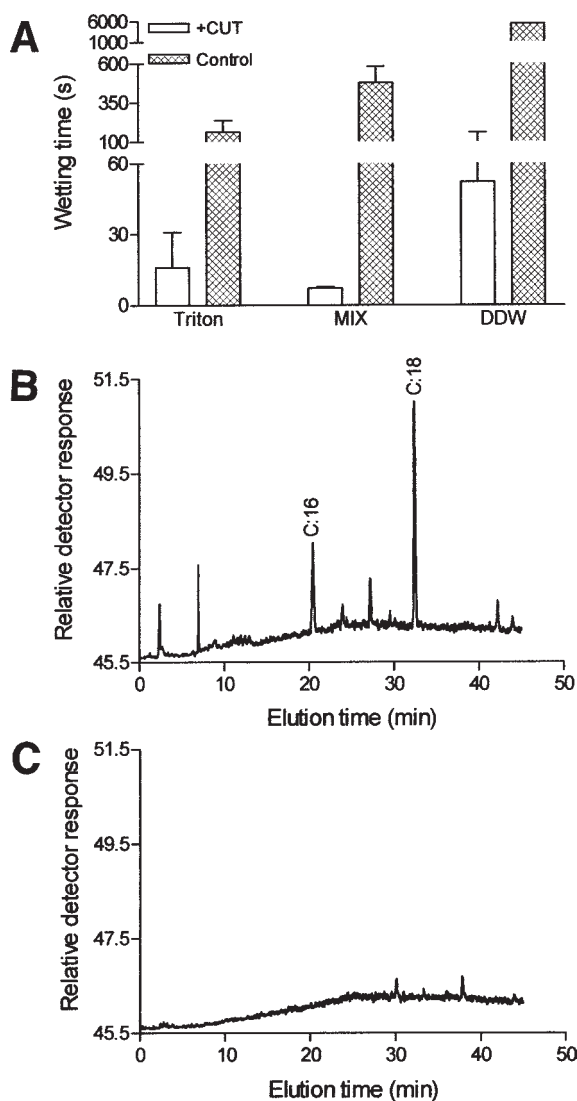 A
+CUT
Control
Wetting time (s)
6000
1000
600
350
100
60
30
0
Triton MIX DDW
B
Relative detector response
51.5
49.5
47.5
45.5
C:16
C:18
0 10 20 30 40 50
Elution time (min)
C
Relative detector response
51.5
49.5
47.5
45.5
0 10 20 30 40 50
Elution time (min)